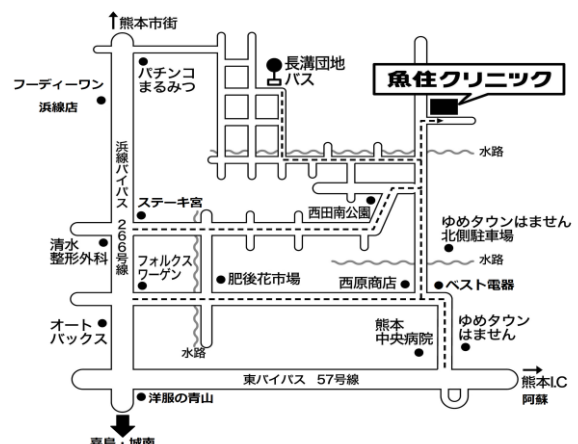 熊本市街
長溝団地
バス
パチンコ
まるみつ
フーディーワン
浜線店
魚住クリニック
浜線バイパス 266号線
水路
ステーキ宮
西田南公園
ゆめタウンはません
北側駐車場
清水
整形外科
フォルクス
ワーゲン
水路
肥後花市場
西原商店
ベスト電器
オート
バックス
熊本
中央病院
ゆめタウン
はません
水路
東バイパス 57号線
熊本I.C
阿蘇
洋服の青山
嘉島・城南